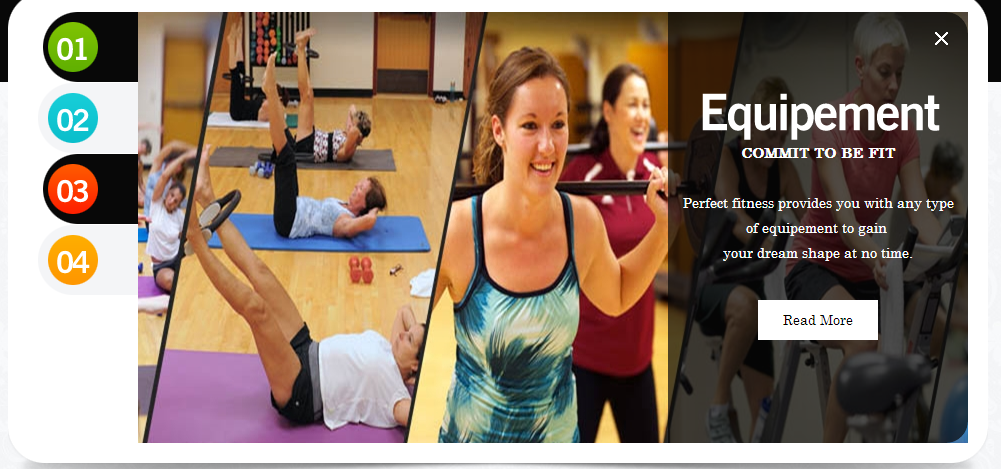 01
02
03
04
Equipement
COMMIT TO BE FIT
Perfect fitness provides you with any type
of equipement to gain
your dream shape at no time.
Read More